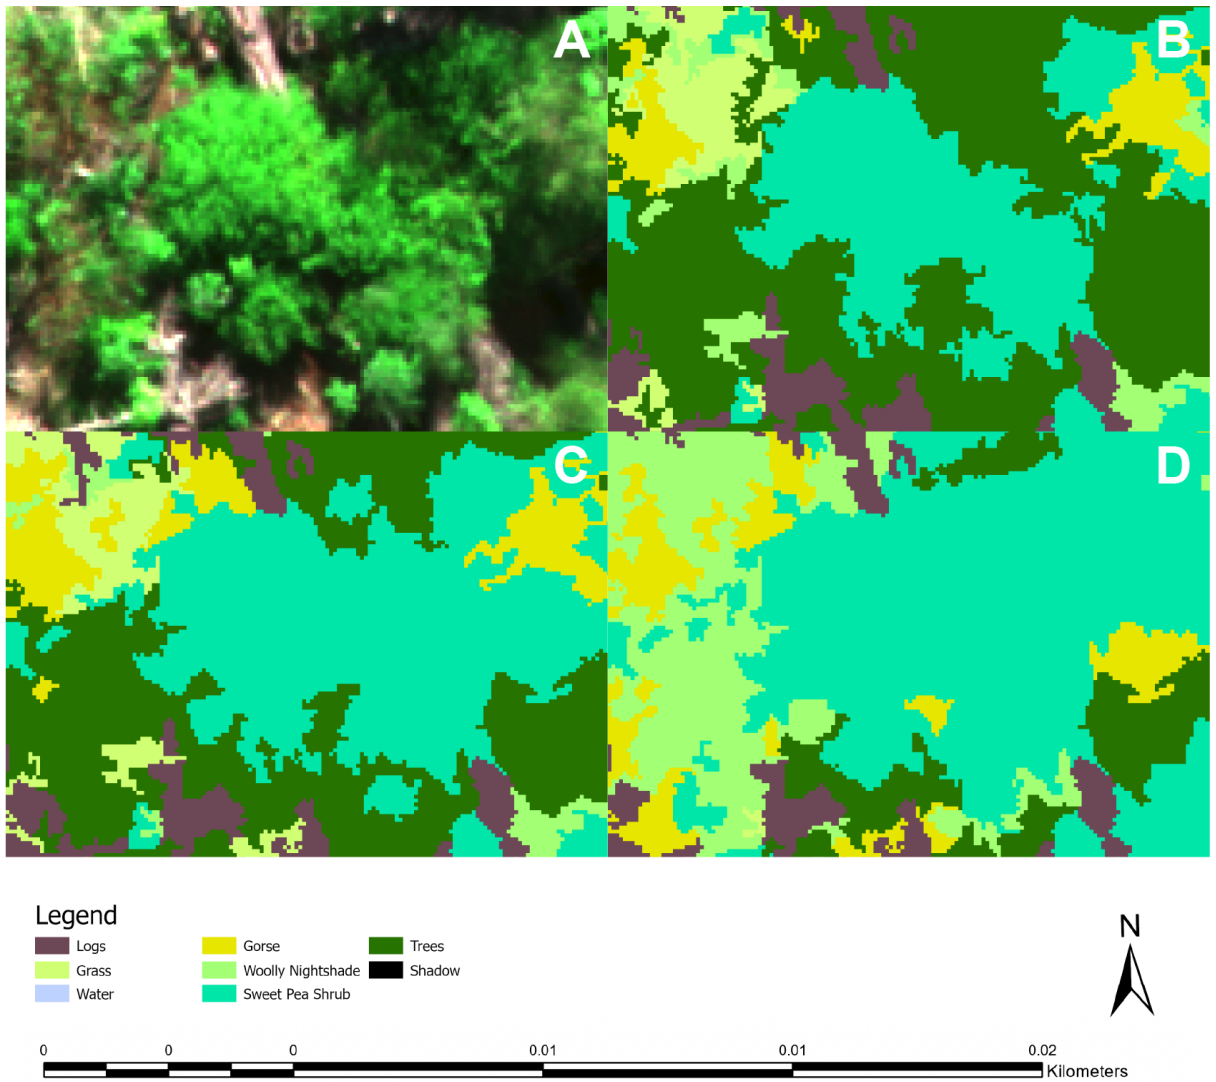 A
B
C
D
Legend
Logs
Grass
Water
Gorse
Woolly Nightshade
Sweet Pea Shrub
Trees
Shadow
N
0 0 0 0.01 0.01 0.02
Kilometers